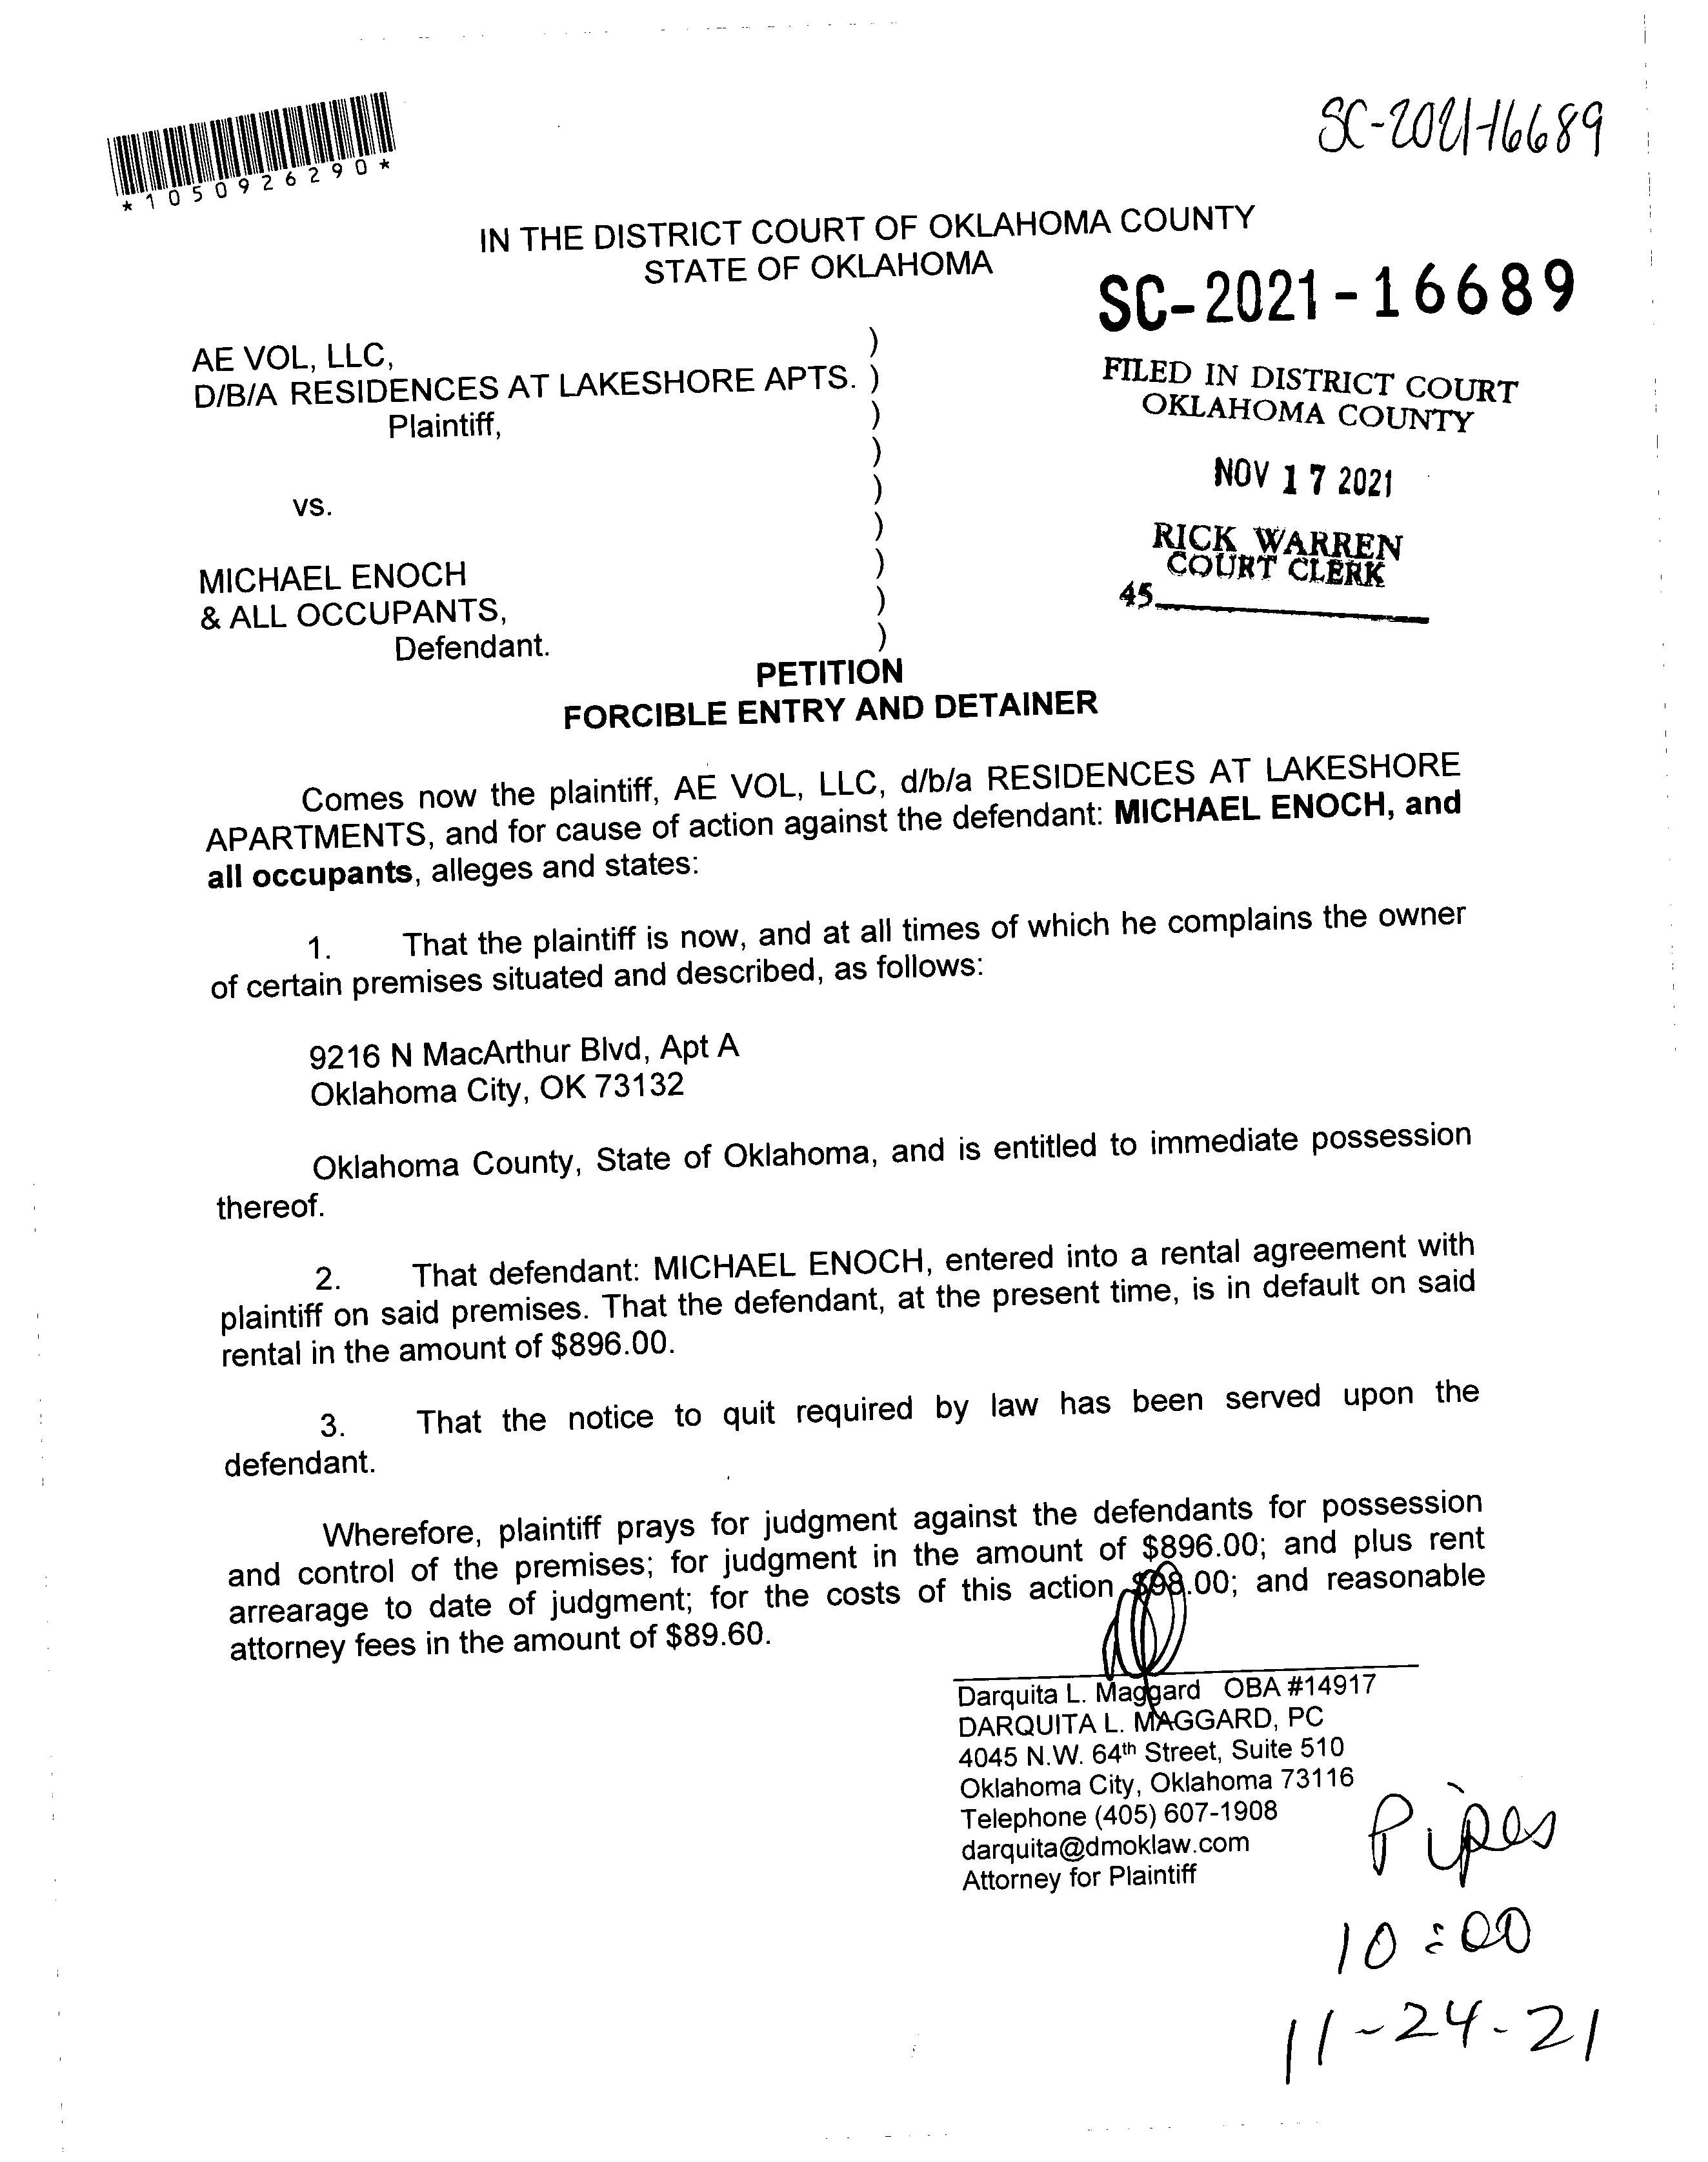 SC-2021-16689
*1050926290*
IN THE DISTRICT COURT OF OKLAHOMA COUNTY
STATE OF OKLAHOMA
SC-2021-16689
AE VOL, LLC, )
D/B/A RESIDENCES AT LAKESHORE APTS. )
Plaintiff, )
)
vs. )
)
MICHAEL ENOCH )
& ALL OCCUPANTS, )
Defendant. )
FILED IN DISTRICT COURT
OKLAHOMA COUNTY
NOV 17 2021
RICK WARREN
COURT CLERK
45
PETITION
FORCIBLE ENTRY AND DETAINER
Comes now the plaintiff, AE VOL, LLC, d/b/a RESIDENCES AT LAKESHORE
APARTMENTS, and for cause of action against the defendant: MICHAEL ENOCH, and
all occupants, alleges and states:
1. That the plaintiff is now, and at all times of which he complains the owner
of certain premises situated and described, as follows:
9216 N MacArthur Blvd, Apt A
Oklahoma City, OK 73132
Oklahoma County, State of Oklahoma, and is entitled to immediate possession
thereof.
2. That defendant: MICHAEL ENOCH, entered into a rental agreement with
plaintiff on said premises. That the defendant, at the present time, is in default on said
rental in the amount of $896.00.
3. That the notice to quit required by law has been served upon the
defendant.
Wherefore, plaintiff prays for judgment against the defendants for possession
and control of the premises; for judgment in the amount of $896.00; and plus rent
arrearage to date of judgment; for the costs of this action $98.00; and reasonable
attorney fees in the amount of $89.60.
Darquita L. Maggard OBA #14917
DARQUITA L. MAGGARD, PC
4045 N.W. 64th Street, Suite 510
Oklahoma City, Oklahoma 73116
Telephone (405) 607-1908
darquita@dmoklaw.com
Attorney for Plaintiff
Pipes
10:00
11-24-21